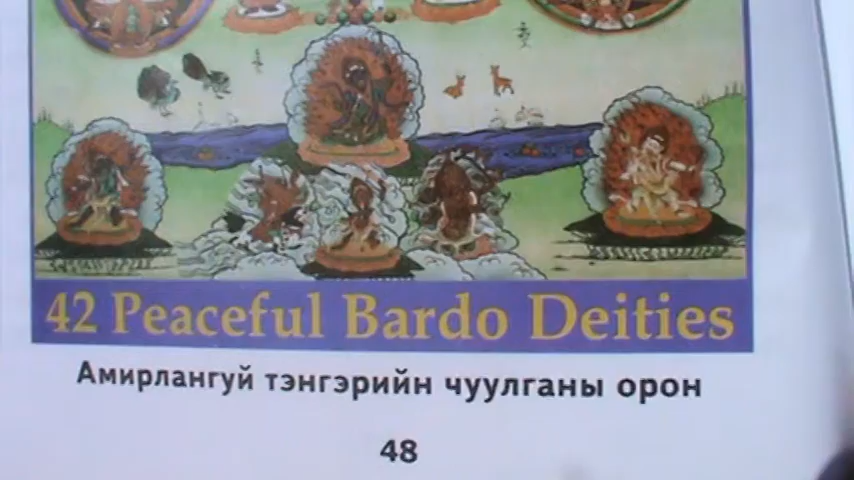 42 Peaceful Bardo Deities
Амирлангуй тэнгэрийн чуулганы орон
48